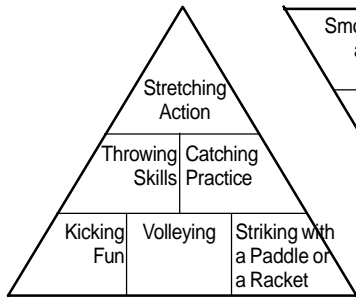 Stretching
Action
Throwing
Skills
Catching
Practice
Kicking
Fun
Volleying
Striking with
a Paddle or
a Racket